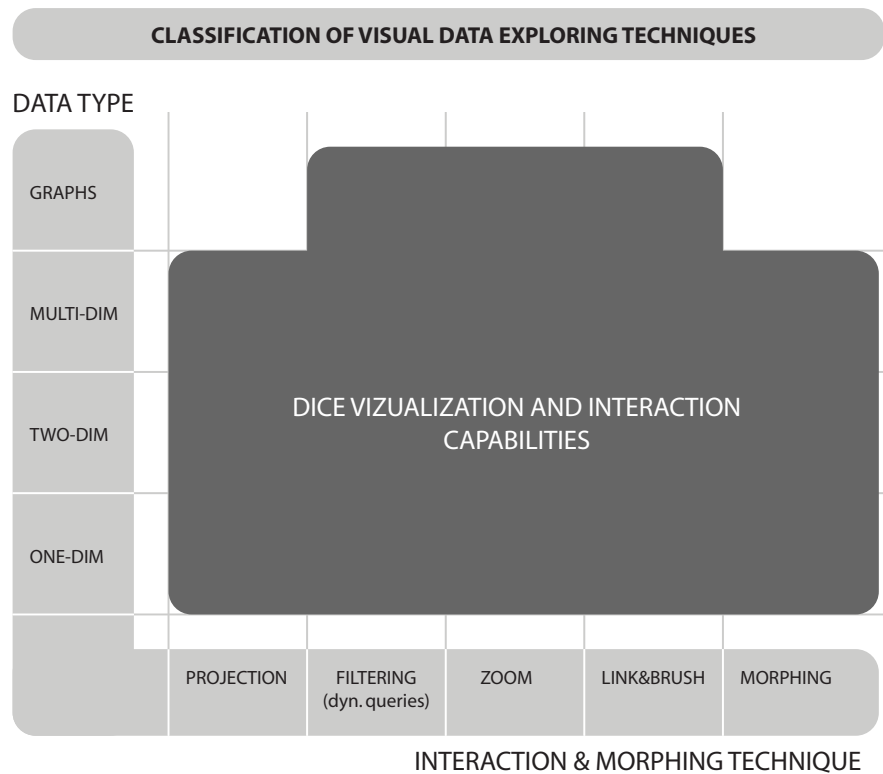 CLASSIFICATION OF VISUAL DATA EXPLORING TECHNIQUES
DATA TYPE
GRAPHS
MULTI-DIM
TWO-DIM
ONE-DIM
DICE VIZUALIZATION AND INTERACTION
CAPABILITIES
PROJECTION
FILTERING
(dyn. queries)
ZOOM
LINK&BRUSH
MORPHING
INTERACTION & MORPHING TECHNIQUE